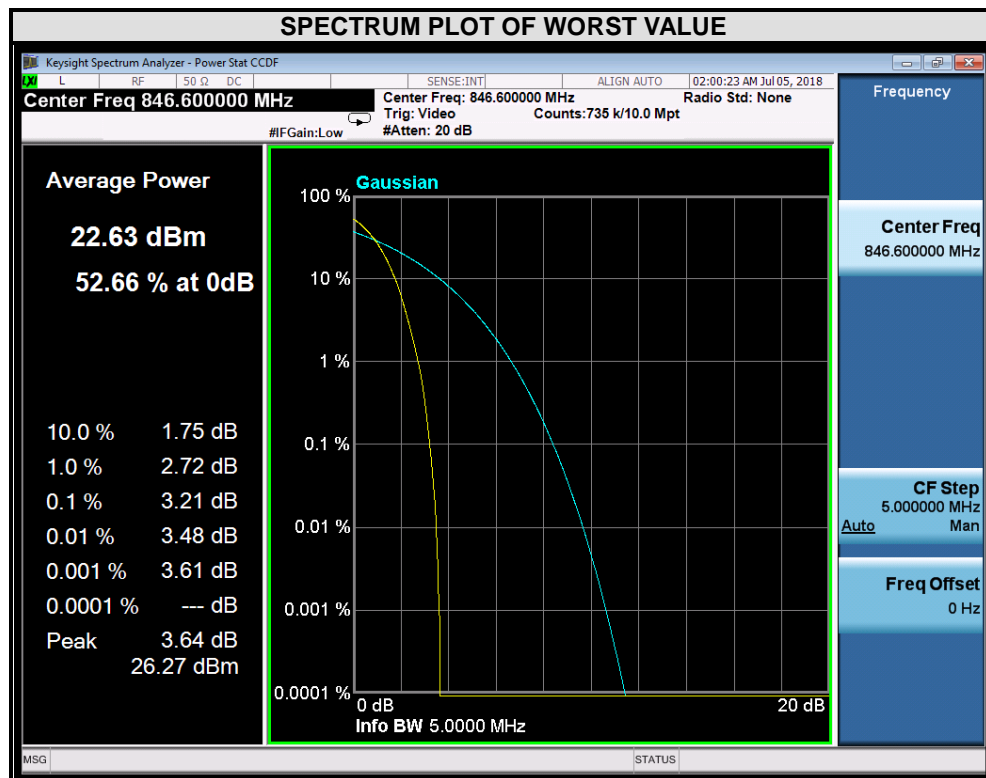 SPECTRUM PLOT OF WORST VALUE
Keysight Spectrum Analyzer - Power Stat CCDF
LXI L RF 50 Ω DC SENSE:INT ALIGN AUTO 02:00:23 AM Jul 05, 2018
Center Freq 846.600000 MHz
Center Freq: 846.600000 MHz Radio Std: None
Trig: Video Counts:735 k/10.0 Mpt
#IFGain:Low #Atten: 20 dB
Average Power
22.63 dBm
52.66 % at 0dB
10.0 % 1.75 dB
1.0 % 2.72 dB
0.1 % 3.21 dB
0.01 % 3.48 dB
0.001 % 3.61 dB
0.0001 % --- dB
Peak 3.64 dB
26.27 dBm
Gaussian
100 %
10 %
1 %
0.1 %
0.01 %
0.001 %
0.0001 %
0 dB 20 dB
Info BW 5.0000 MHz
Frequency
Center Freq
846.600000 MHz
CF Step
5.000000 MHz
Auto Man
Freq Offset
0 Hz
MSG STATUS